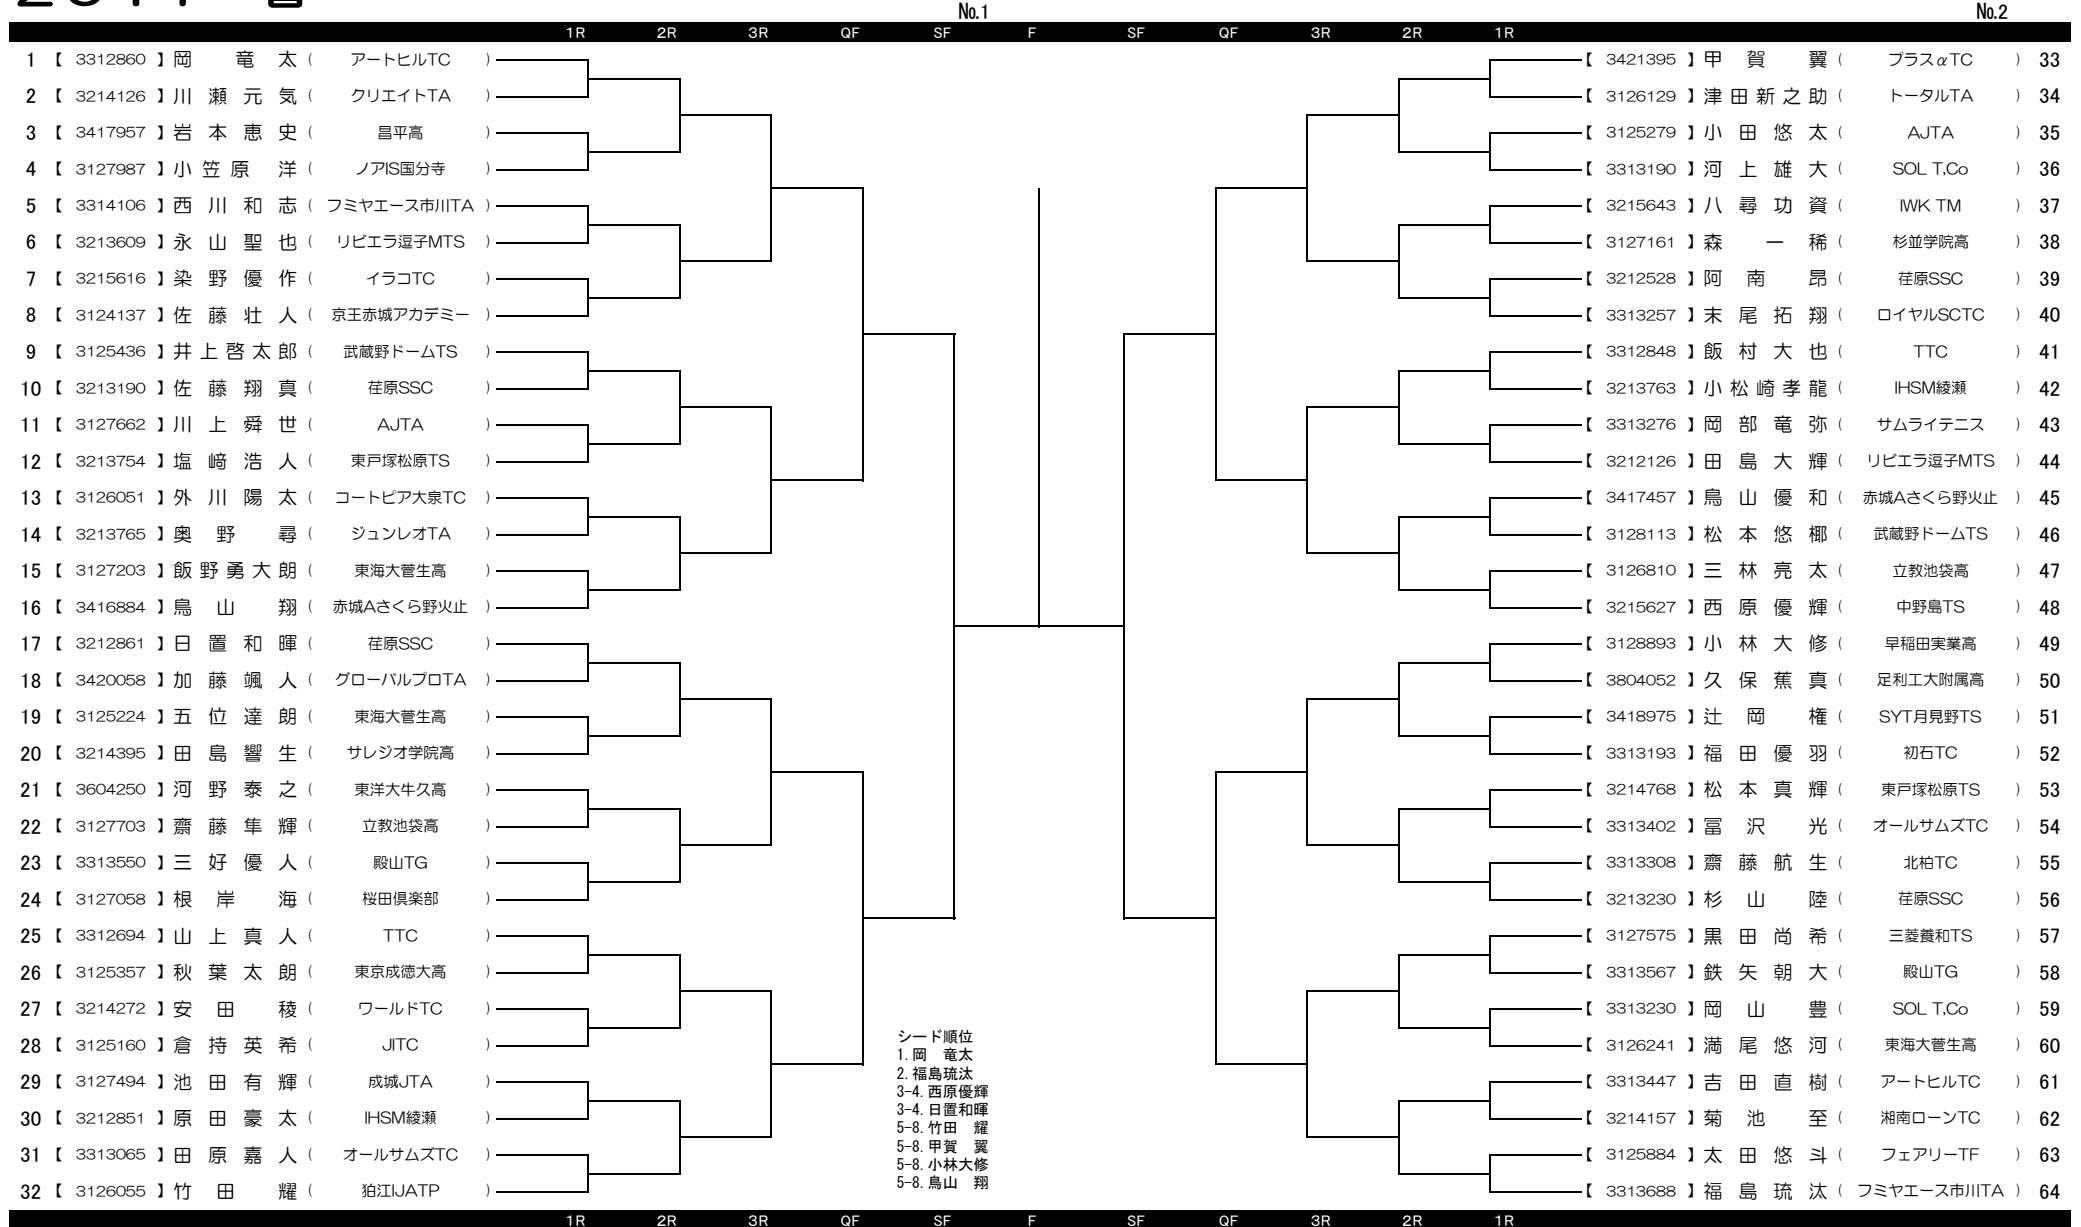 No.1
No.2
1R 2R 3R QF SF F SF QF 3R 2R 1R
1 【 3312860 】 岡 竜 太 ( アートヒルTC )
2 【 3214126 】 川 瀬 元 気 ( クリエイトTA )
3 【 3417957 】 岩 本 恵 史 ( 昌平高 )
4 【 3127987 】 小 笠 原 洋 ( ノアIS国分寺 )
5 【 3314106 】 西 川 和 志 ( フミヤエース市川TA )
6 【 3213609 】 永 山 聖 也 ( リビエラ逗子MTS )
7 【 3215616 】 染 野 優 作 ( イラコTC )
8 【 3124137 】 佐 藤 壮 人 ( 京王赤城アカデミー )
9 【 3125436 】 井 上 啓 太 郎 ( 武蔵野ドームTS )
10 【 3213190 】 佐 藤 翔 真 ( 荏原SSC )
11 【 3127662 】 川 上 舜 世 ( AJTA )
12 【 3213754 】 塩 﨑 浩 人 ( 東戸塚松原TS )
13 【 3126051 】 外 川 陽 太 ( コートピア大泉TC )
14 【 3213765 】 奥 野 尋 ( ジュンレオTA )
15 【 3127203 】 飯 野 勇 大 朗 ( 東海大菅生高 )
16 【 3416884 】 鳥 山 翔 ( 赤城Aさくら野火止 )
17 【 3212861 】 日 置 和 暉 ( 荏原SSC )
18 【 3420058 】 加 藤 颯 人 ( グローバルプロTA )
19 【 3125224 】 五 位 達 朗 ( 東海大菅生高 )
20 【 3214395 】 田 島 響 生 ( サレジオ学院高 )
21 【 3604250 】 河 野 泰 之 ( 東洋大牛久高 )
22 【 3127703 】 齋 藤 隼 輝 ( 立教池袋高 )
23 【 3313550 】 三 好 優 人 ( 殿山TG )
24 【 3127058 】 根 岸 海 ( 桜田倶楽部 )
25 【 3312694 】 山 上 真 人 ( TTC )
26 【 3125357 】 秋 葉 太 朗 ( 東京成徳大高 )
27 【 3214272 】 安 田 稜 ( ワールドTC )
28 【 3125160 】 倉 持 英 希 ( JITC )
29 【 3127494 】 池 田 有 輝 ( 成城JTA )
30 【 3212851 】 原 田 豪 太 ( IHSM綾瀬 )
31 【 3313065 】 田 原 嘉 人 ( オールサムズTC )
32 【 3126055 】 竹 田 耀 ( 狛江IJATP )
シード順位
1. 岡 竜太
2. 福島琉汰
3-4. 西原優輝
3-4. 日置和暉
5-8. 竹田 耀
5-8. 甲賀 翼
5-8. 小林大修
5-8. 鳥山 翔
【 3421395 】 甲 賀 翼 ( プラスαTC ) 33
【 3126129 】 津 田 新 之 助 ( トータルTA ) 34
【 3125279 】 小 田 悠 太 ( AJTA ) 35
【 3313190 】 河 上 雄 大 ( SOL T,Co ) 36
【 3215643 】 八 尋 功 資 ( IWK TM ) 37
【 3127161 】 森 一 稀 ( 杉並学院高 ) 38
【 3212528 】 阿 南 昂 ( 荏原SSC ) 39
【 3313257 】 末 尾 拓 翔 ( ロイヤルSCTC ) 40
【 3312848 】 飯 村 大 也 ( TTC ) 41
【 3213763 】 小 松 崎 孝 龍 ( IHSM綾瀬 ) 42
【 3313276 】 岡 部 竜 弥 ( サムライテニス ) 43
【 3212126 】 田 島 大 輝 ( リビエラ逗子MTS ) 44
【 3417457 】 鳥 山 優 和 ( 赤城Aさくら野火止 ) 45
【 3128113 】 松 本 悠 椰 ( 武蔵野ドームTS ) 46
【 3126810 】 三 林 亮 太 ( 立教池袋高 ) 47
【 3215627 】 西 原 優 輝 ( 中野島TS ) 48
【 3128893 】 小 林 大 修 ( 早稲田実業高 ) 49
【 3804052 】 久 保 蕉 真 ( 足利工大附属高 ) 50
【 3418975 】 辻 岡 権 ( SYT月見野TS ) 51
【 3313193 】 福 田 優 羽 ( 初石TC ) 52
【 3214768 】 松 本 真 輝 ( 東戸塚松原TS ) 53
【 3313402 】 冨 沢 光 ( オールサムズTC ) 54
【 3313308 】 齋 藤 航 生 ( 北柏TC ) 55
【 3213230 】 杉 山 陸 ( 荏原SSC ) 56
【 3127575 】 黒 田 尚 希 ( 三菱養和TS ) 57
【 3313567 】 鉄 矢 朝 大 ( 殿山TG ) 58
【 3313230 】 岡 山 豊 ( SOL T,Co ) 59
【 3126241 】 満 尾 悠 河 ( 東海大菅生高 ) 60
【 3313447 】 吉 田 直 樹 ( アートヒルTC ) 61
【 3214157 】 菊 池 至 ( 湘南ローンTC ) 62
【 3125884 】 太 田 悠 斗 ( フェアリーTF ) 63
【 3313688 】 福 島 琉 汰 ( フミヤエース市川TA ) 64
1R 2R 3R QF SF F SF QF 3R 2R 1R